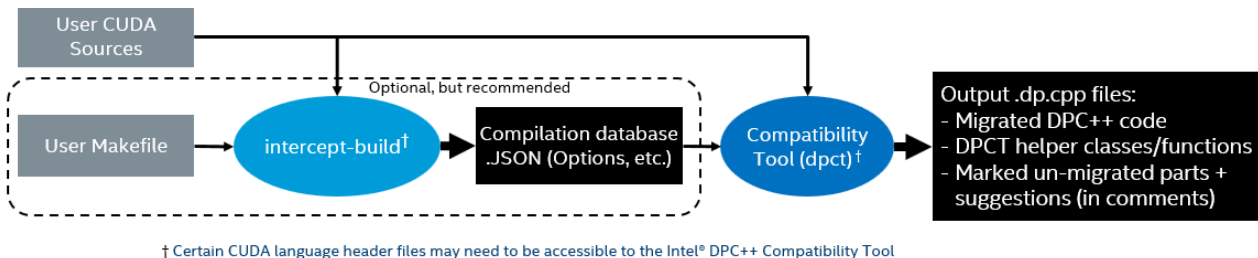 User CUDA
Sources
Optional, but recommended
User Makefile
intercept-build†
Compilation database
.JSON (Options, etc.)
Compatibility
Tool (dpct)†
Output .dp.cpp files:
- Migrated DPC++ code
- DPCT helper classes/functions
- Marked un-migrated parts +
suggestions (in comments)
† Certain CUDA language header files may need to be accessible to the Intel® DPC++ Compatibility Tool